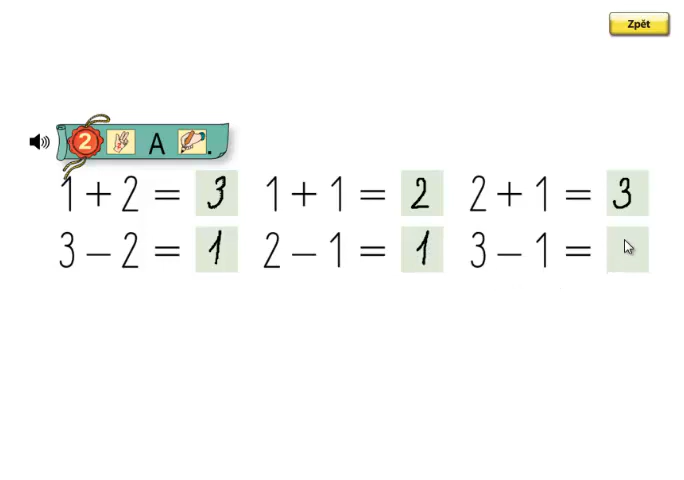 Zpět
2 A .
1 + 2 = 3 1 + 1 = 2 2 + 1 = 3
3 – 2 = 1 2 – 1 = 1 3 – 1 =